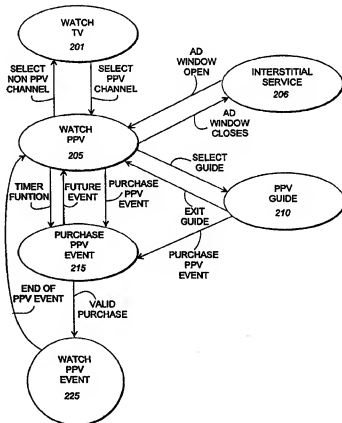 WATCH
TV
201
SELECT
NON PPV
CHANNEL
SELECT
PPV
CHANNEL
AD
WINDOW
OPEN
INTERSTITIAL SERVICE
206
AD
WINDOW
CLOSES
WATCH
PPV
205
SELECT
GUIDE
PPV
GUIDE
210
EXIT
GUIDE
TIMER
FUNTION
FUTURE
EVENT
PURCHASE
PPV EVENT
PURCHASE
PPV
EVENT
PURCHASE
PPV EVENT
215
END OF
PPV EVENT
VALID
PURCHASE
WATCH
PPV
EVENT
225